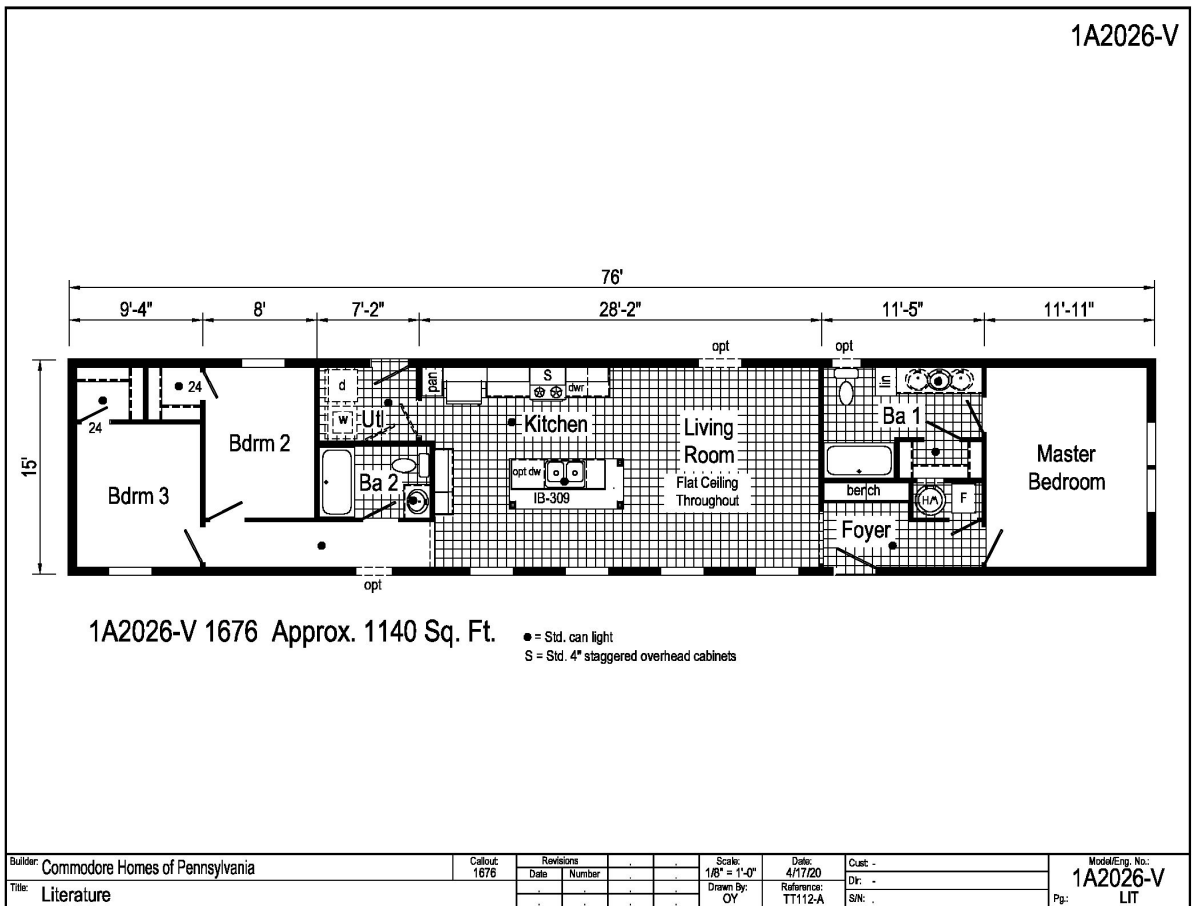 1A2026-V
76'
9'-4"
8'
7'-2"
28'-2"
11'-5"
11'-11"
opt
opt
15'
24
24
d
w
Utl
pan
S
dwr
Kitchen
lin
Ba 1
Bdrm 2
Bdrm 3
Living
Room
Flat Ceiling
Throughout
Master
Bedroom
Ba 2
opt dw
IB-309
bench
F
Foyer
opt
1A2026-V 1676 Approx. 1140 Sq. Ft.
● = Std. can light
S = Std. 4" staggered overhead cabinets
Builder: Commodore Homes of Pennsylvania
Title: Literature
Callout:
1676
Revisions
Date Number
Scale:
1/8" = 1'-0"
Drawn By:
OY
Date:
4/17/20
Reference:
TT112-A
Cust: -
Dir: -
S/N: .
Model/Eng. No.:
1A2026-V
Pg.: LIT